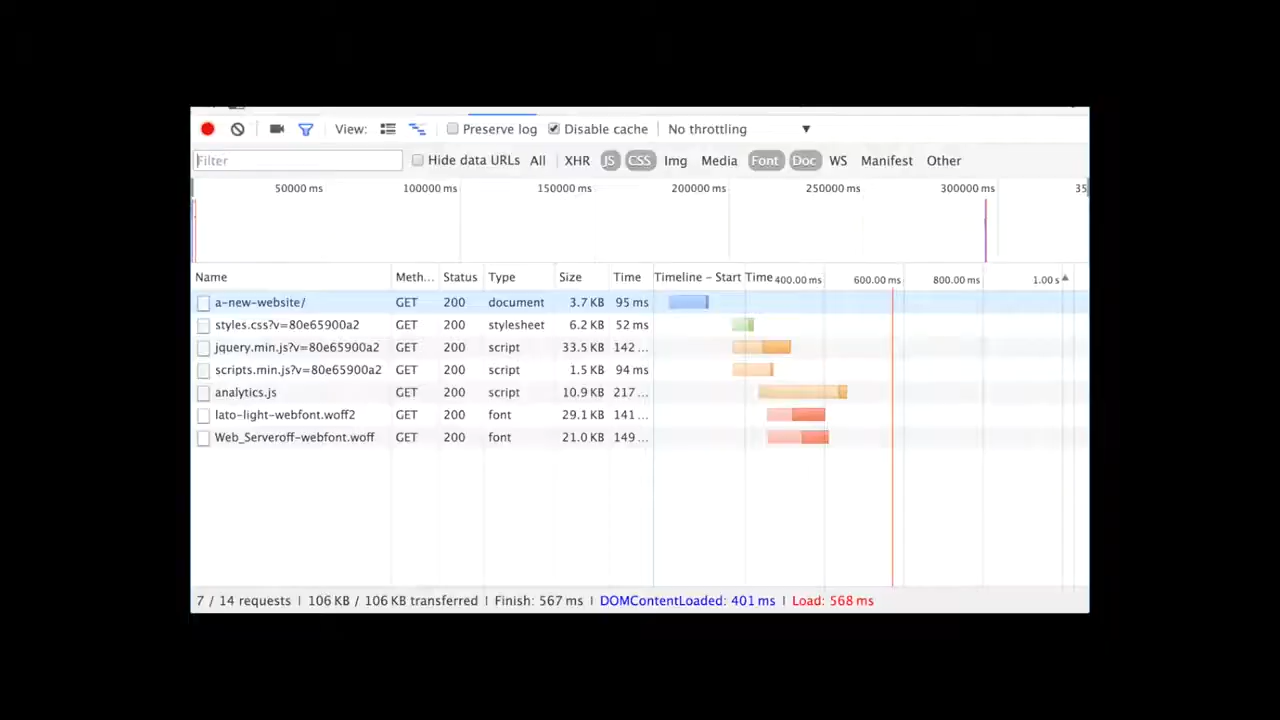 View: Preserve log Disable cache No throttling ▼
Filter Hide data URLs All XHR JS CSS Img Media Font Doc WS Manifest Other
50000 ms 100000 ms 150000 ms 200000 ms 250000 ms 300000 ms 35
Name Meth... Status Type Size Time Timeline – Start Time 400.00 ms 600.00 ms 800.00 ms 1.00 s ▲
a-new-website/ GET 200 document 3.7 KB 95 ms
styles.css?v=80e65900a2 GET 200 stylesheet 6.2 KB 52 ms
jquery.min.js?v=80e65900a2 GET 200 script 33.5 KB 142 ...
scripts.min.js?v=80e65900a2 GET 200 script 1.5 KB 94 ms
analytics.js GET 200 script 10.9 KB 217 ...
lato-light-webfont.woff2 GET 200 font 29.1 KB 141 ...
Web_Serveroff-webfont.woff GET 200 font 21.0 KB 149 ...
7 / 14 requests | 106 KB / 106 KB transferred | Finish: 567 ms | DOMContentLoaded: 401 ms | Load: 568 ms